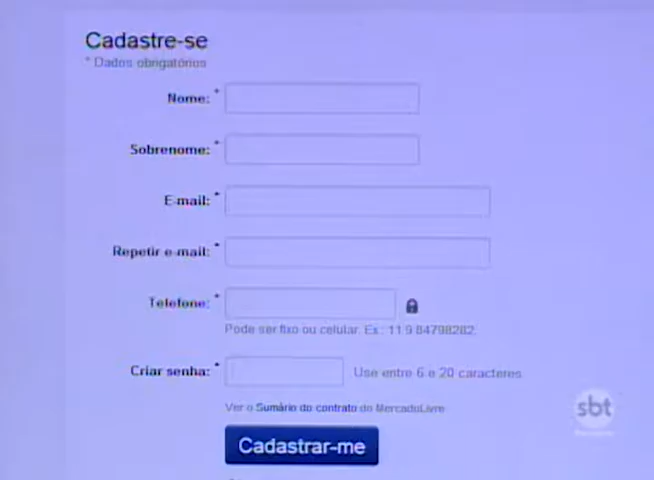 Cadastre-se
* Dados obrigatórios
Nome: *
Sobrenome: *
E-mail: *
Repetir e-mail: *
Telefone: *
Pode ser fixo ou celular. Ex.: 11 9 84798282.
Criar senha: * Use entre 6 e 20 caracteres
Ver o Sumário do contrato do MercadoLivre
sbt
Cadastrar-me